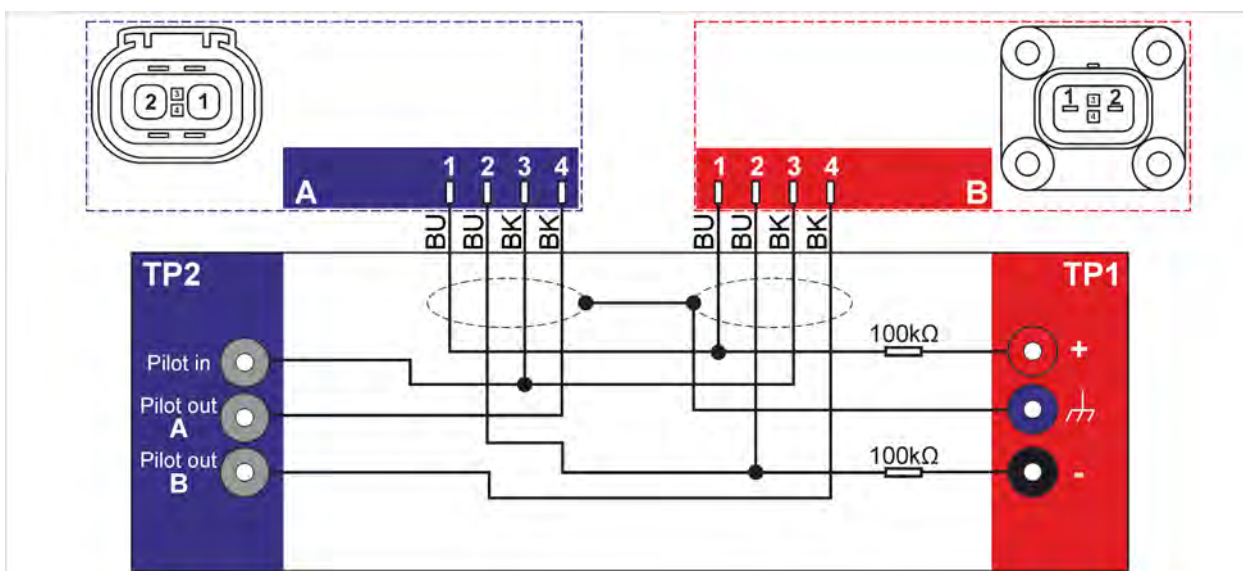 2 3 4 1
1 3 4 2
A 1 2 3 4
1 2 3 4 B
BU BU BK BK
BU BU BK BK
TP2
TP1
Pilot in
100kΩ
+
Pilot out
A
Pilot out
B
100kΩ
-